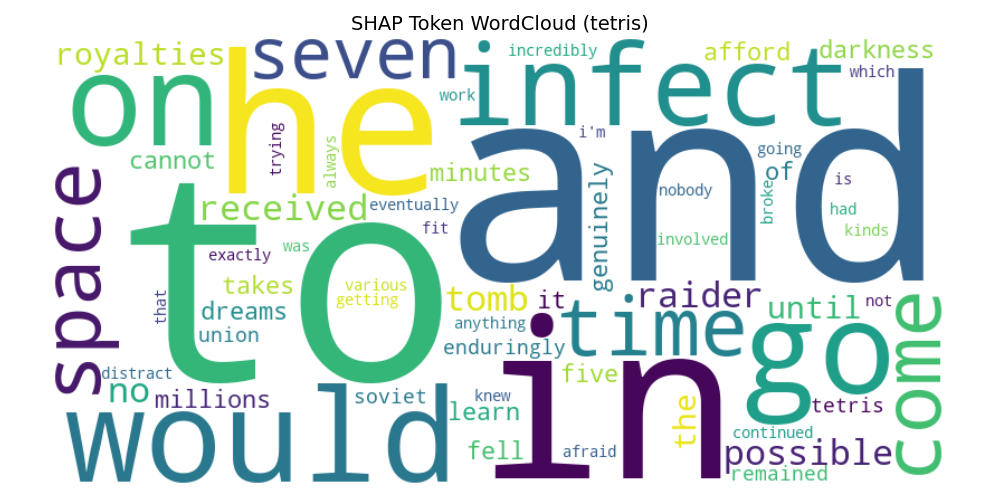 SHAP Token WordCloud (tetris)
royalties seven incredibly afford darkness
on he work infect which
trying always i'm going
cannot minutes of is
space to and nobody broke had
received eventually genuinely kinds
fit involved
exactly was
that takes various getting tomb it raider until not
dreams anything time go come
union enduringly
distract no millions five tetris
would soviet knew in the
learn continued
fell afraid possible
remained